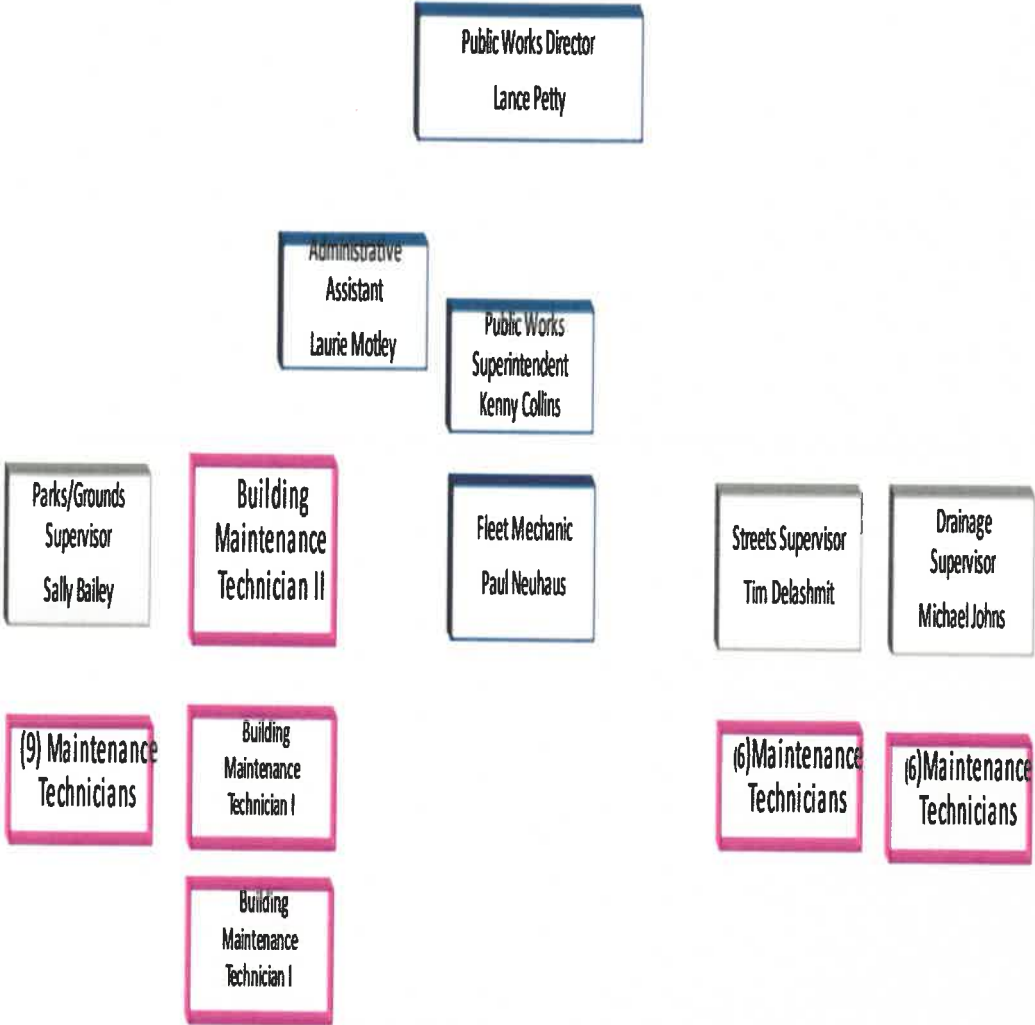 Public Works Director
Lance Petty
Administrative
Assistant
Laurie Motley
Public Works
Superintendent
Kenny Collins
Parks/Grounds
Supervisor
Sally Bailey
Building
Maintenance
Technician II
Fleet Mechanic
Paul Neuhaus
Streets Supervisor
Tim Delashmit
Drainage
Supervisor
Michael Johns
(9) Maintenance
Technicians
Building
Maintenance
Technician I
(6)Maintenance
Technicians
(6)Maintenance
Technicians
Building
Maintenance
Technician I